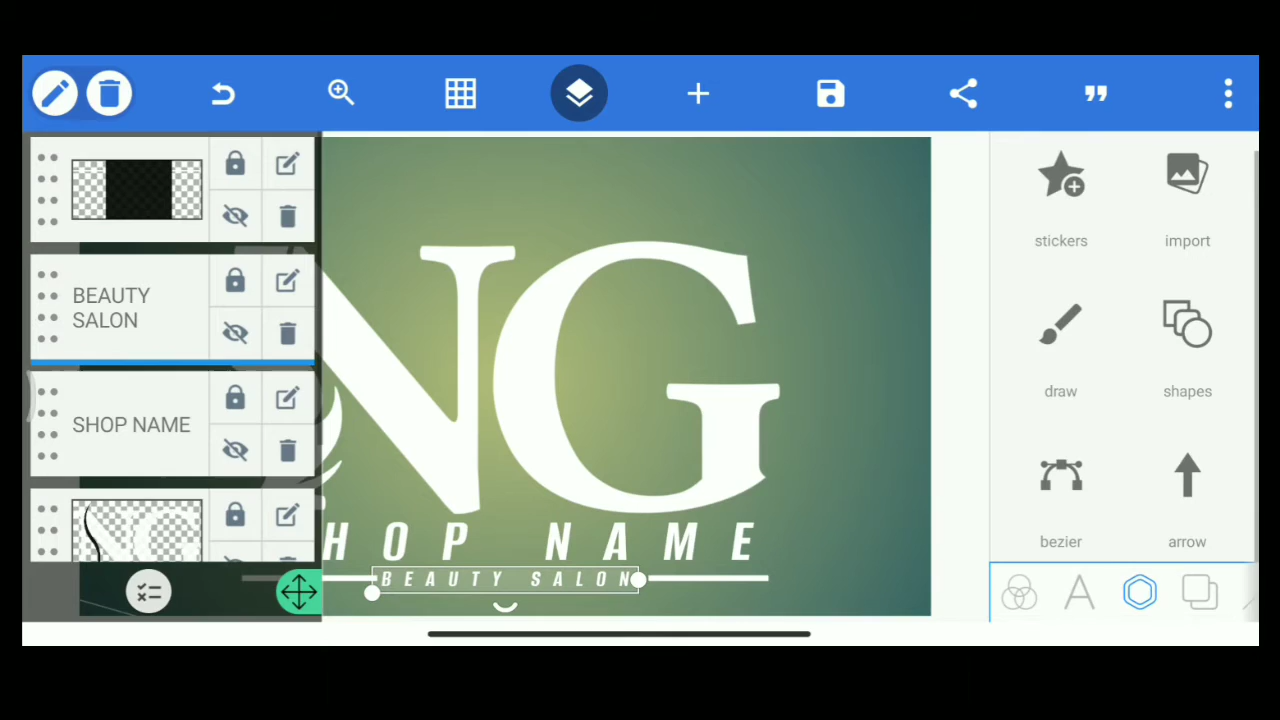 BEAUTY
SALON
SHOP NAME
NG
HOP NAME
BEAUTY SALON
stickers
import
draw
shapes
bezier
arrow